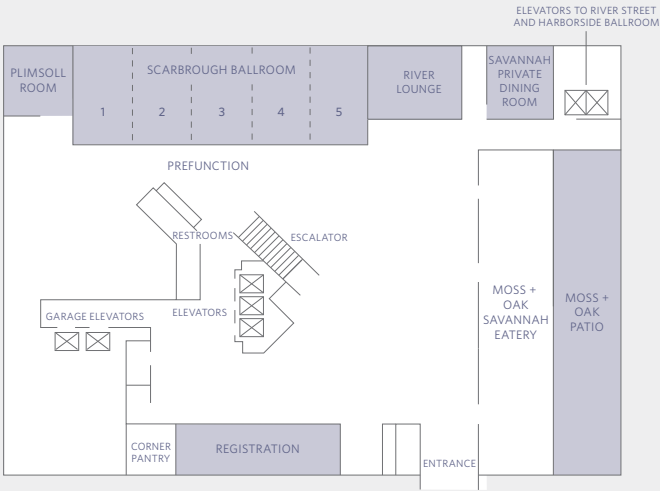 ELEVATORS TO RIVER STREET
AND HARBORSIDE BALLROOM
PLIMSOLL
ROOM
SCARBROUGH BALLROOM
1 2 3 4 5
RIVER
LOUNGE
SAVANNAH
PRIVATE
DINING
ROOM
PREFUNCTION
RESTROOMS
ESCALATOR
ELEVATORS
GARAGE ELEVATORS
MOSS +
OAK
SAVANNAH
EATERY
MOSS +
OAK
PATIO
CORNER
PANTRY
REGISTRATION
ENTRANCE